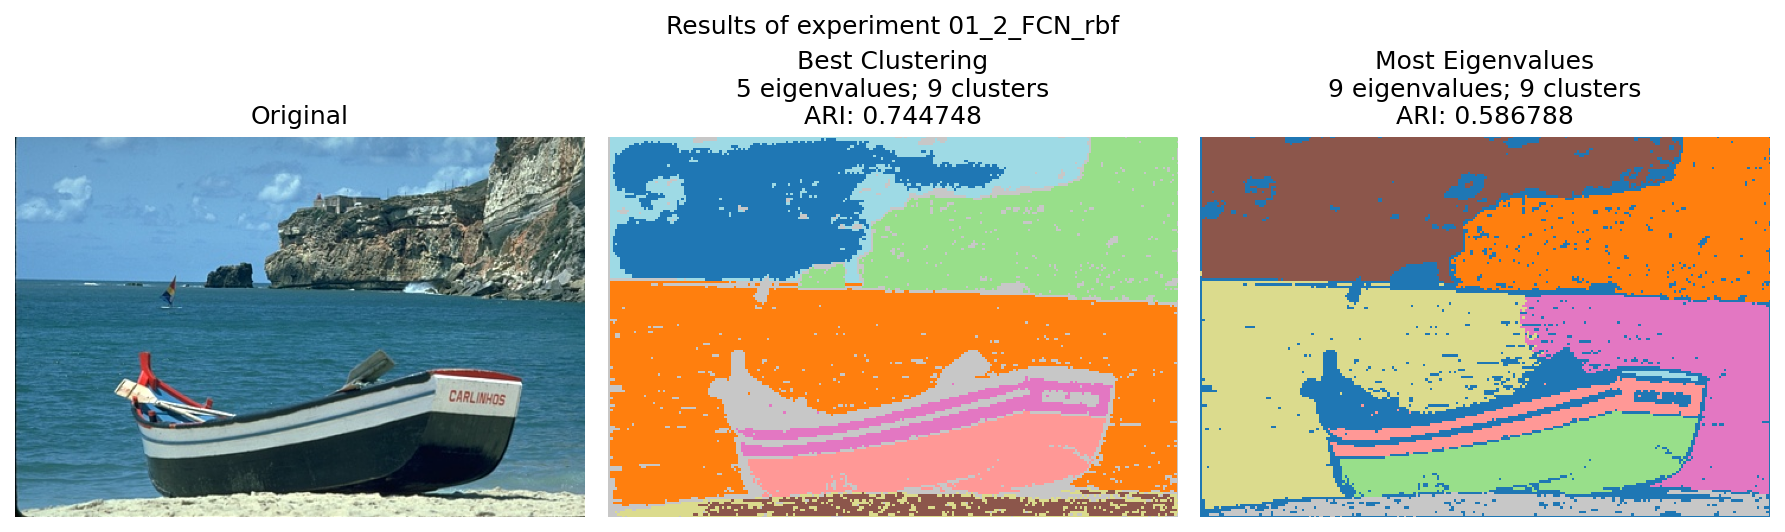 Results of experiment 01_2_FCN_rbf
Original
Best Clustering
5 eigenvalues; 9 clusters
ARI: 0.744748
Most Eigenvalues
9 eigenvalues; 9 clusters
ARI: 0.586788
CARLINHOS